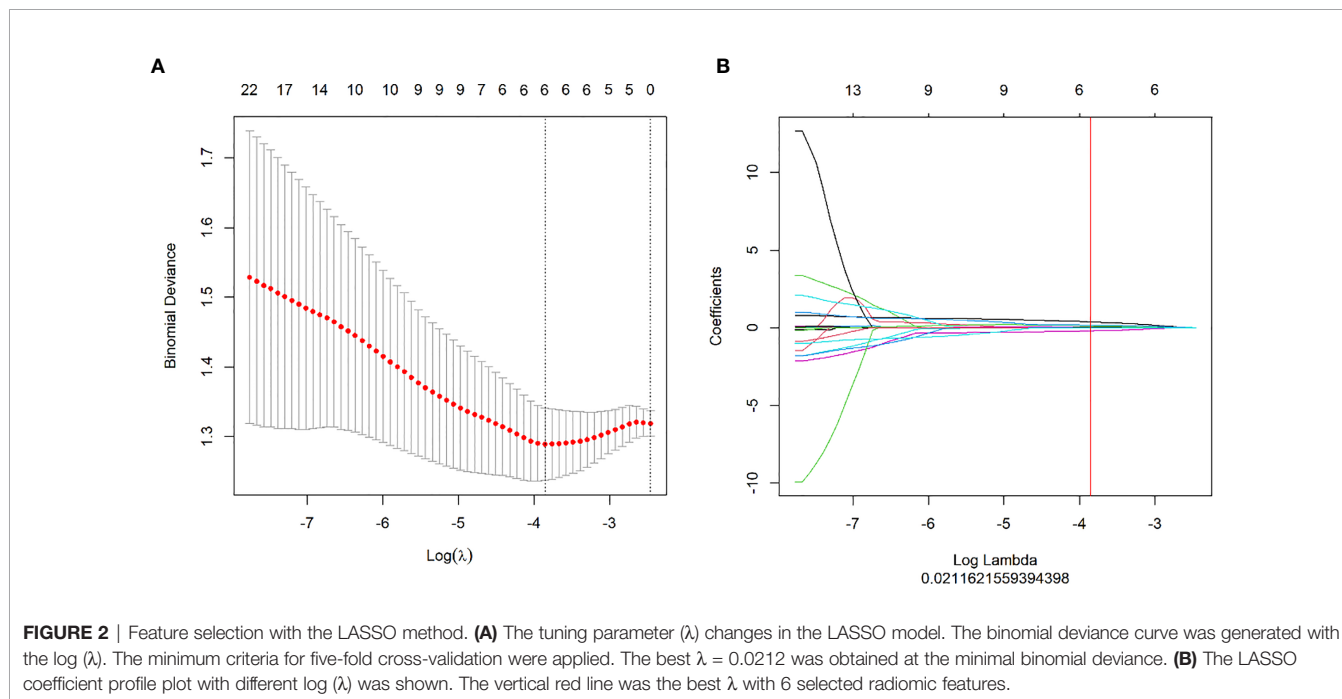 A
22 17 14 10 10 9 9 9 7 6 6 6 6 6 5 5 0
1.7
1.6
1.5
1.4
1.3
Binomial Deviance
-7 -6 -5 -4 -3
Log(λ)
B
13 9 9 6 6
10
5
0
-5
-10
Coefficients
-7 -6 -5 -4 -3
Log Lambda
0.0211621559394398
FIGURE 2 | Feature selection with the LASSO method. (A) The tuning parameter (λ) changes in the LASSO model. The binomial deviance curve was generated with
the log (λ). The minimum criteria for five-fold cross-validation were applied. The best λ = 0.0212 was obtained at the minimal binomial deviance. (B) The LASSO
coefficient profile plot with different log (λ) was shown. The vertical red line was the best λ with 6 selected radiomic features.